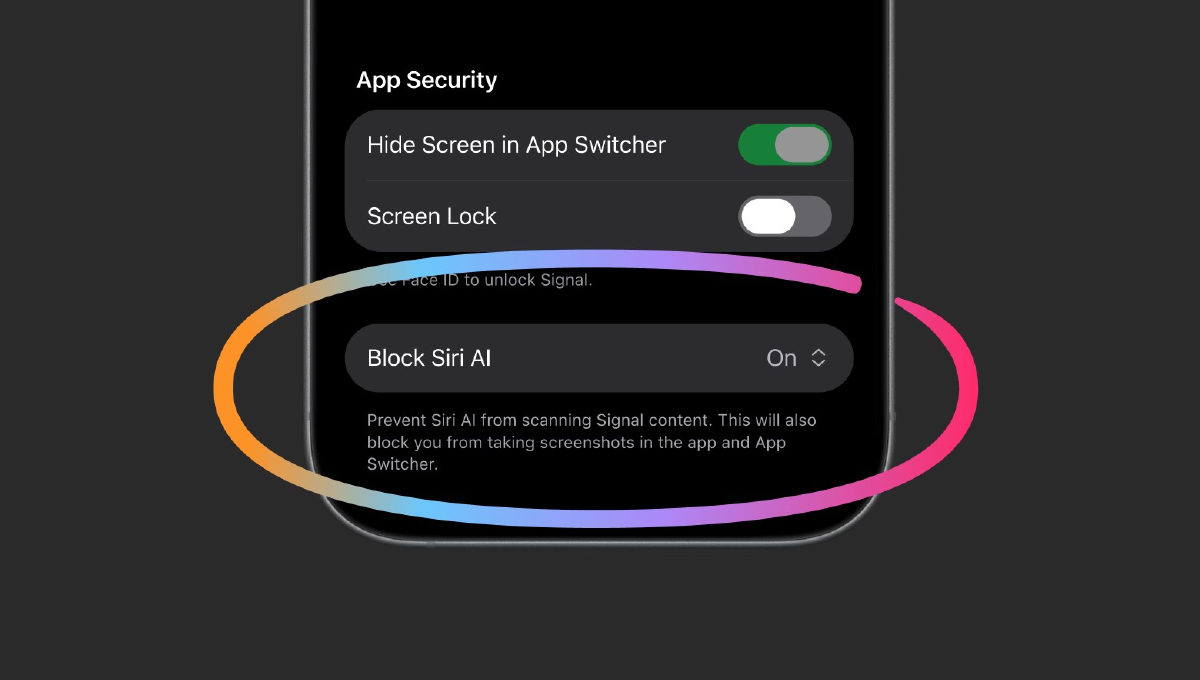 App Security
Hide Screen in App Switcher
Screen Lock
Face ID to unlock Signal.
Block Siri AI
On
Prevent Siri AI from scanning Signal content. This will also
block you from taking screenshots in the app and App
Switcher.